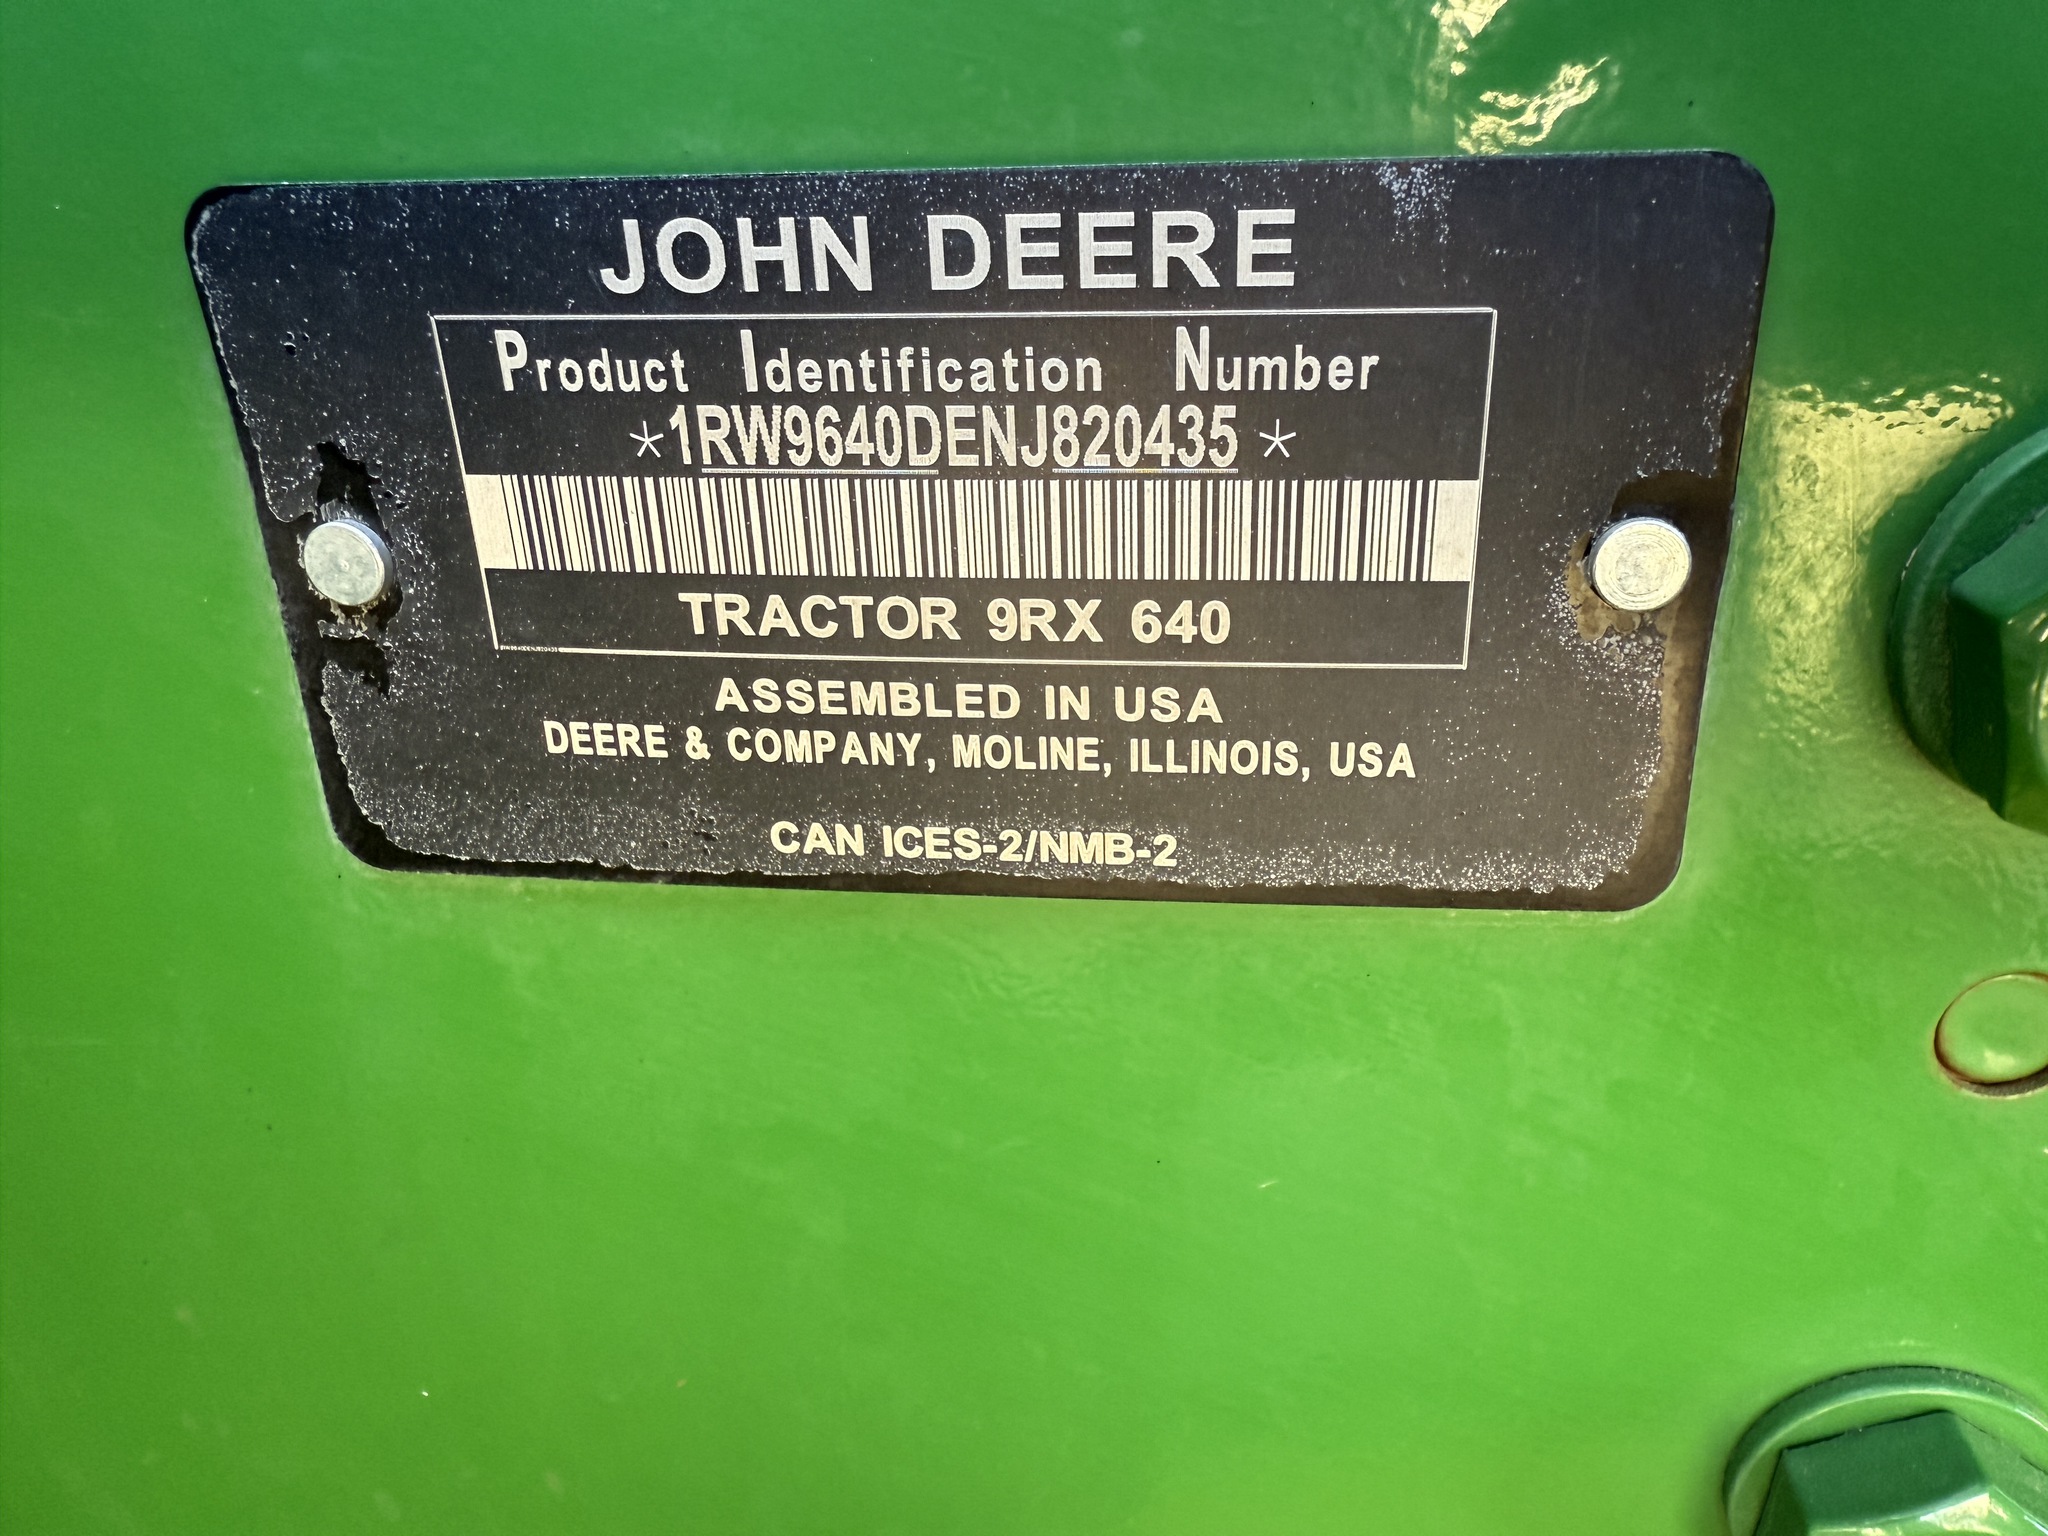 JOHN DEERE
Product Identification Number
*1RW9640DENJ820435*
TRACTOR 9RX 640
ASSEMBLED IN USA
DEERE & COMPANY, MOLINE, ILLINOIS, USA
CAN ICES-2/NMB-2